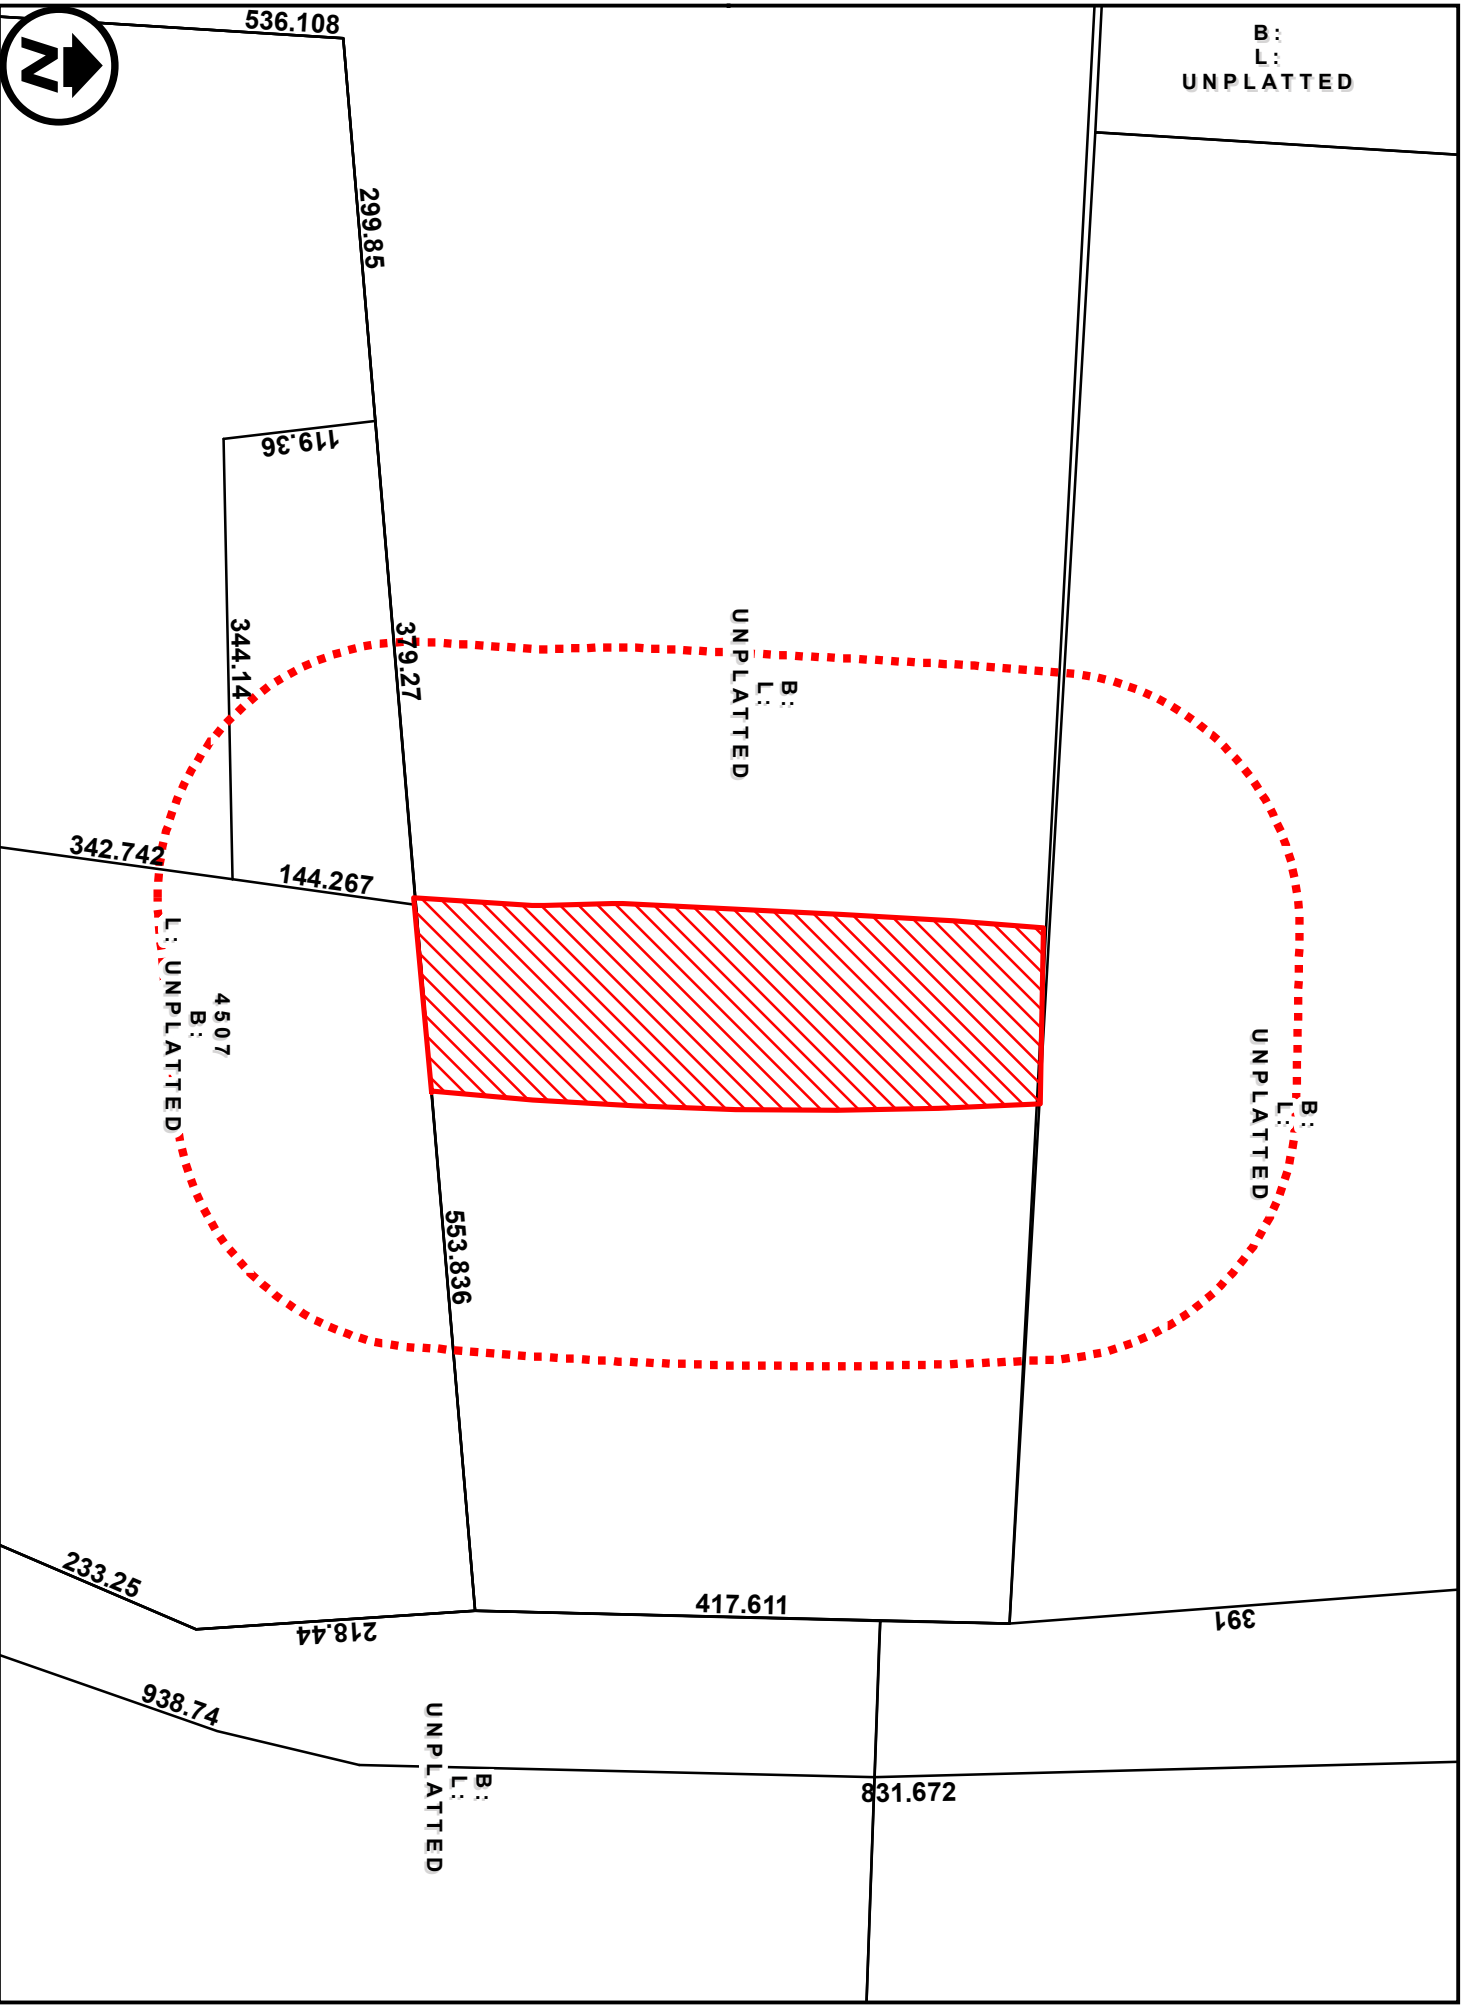 536.108
N
B:
L:
UNPLATTED
299.85
119.36
344.14
379.27
B:
L:
UNPLATTED
342.742
144.267
4507
B:
L: UNPLATTED
B:
L:
UNPLATTED
553.836
233.25
218.44
417.611
391
938.74
B:
L:
UNPLATTED
831.672